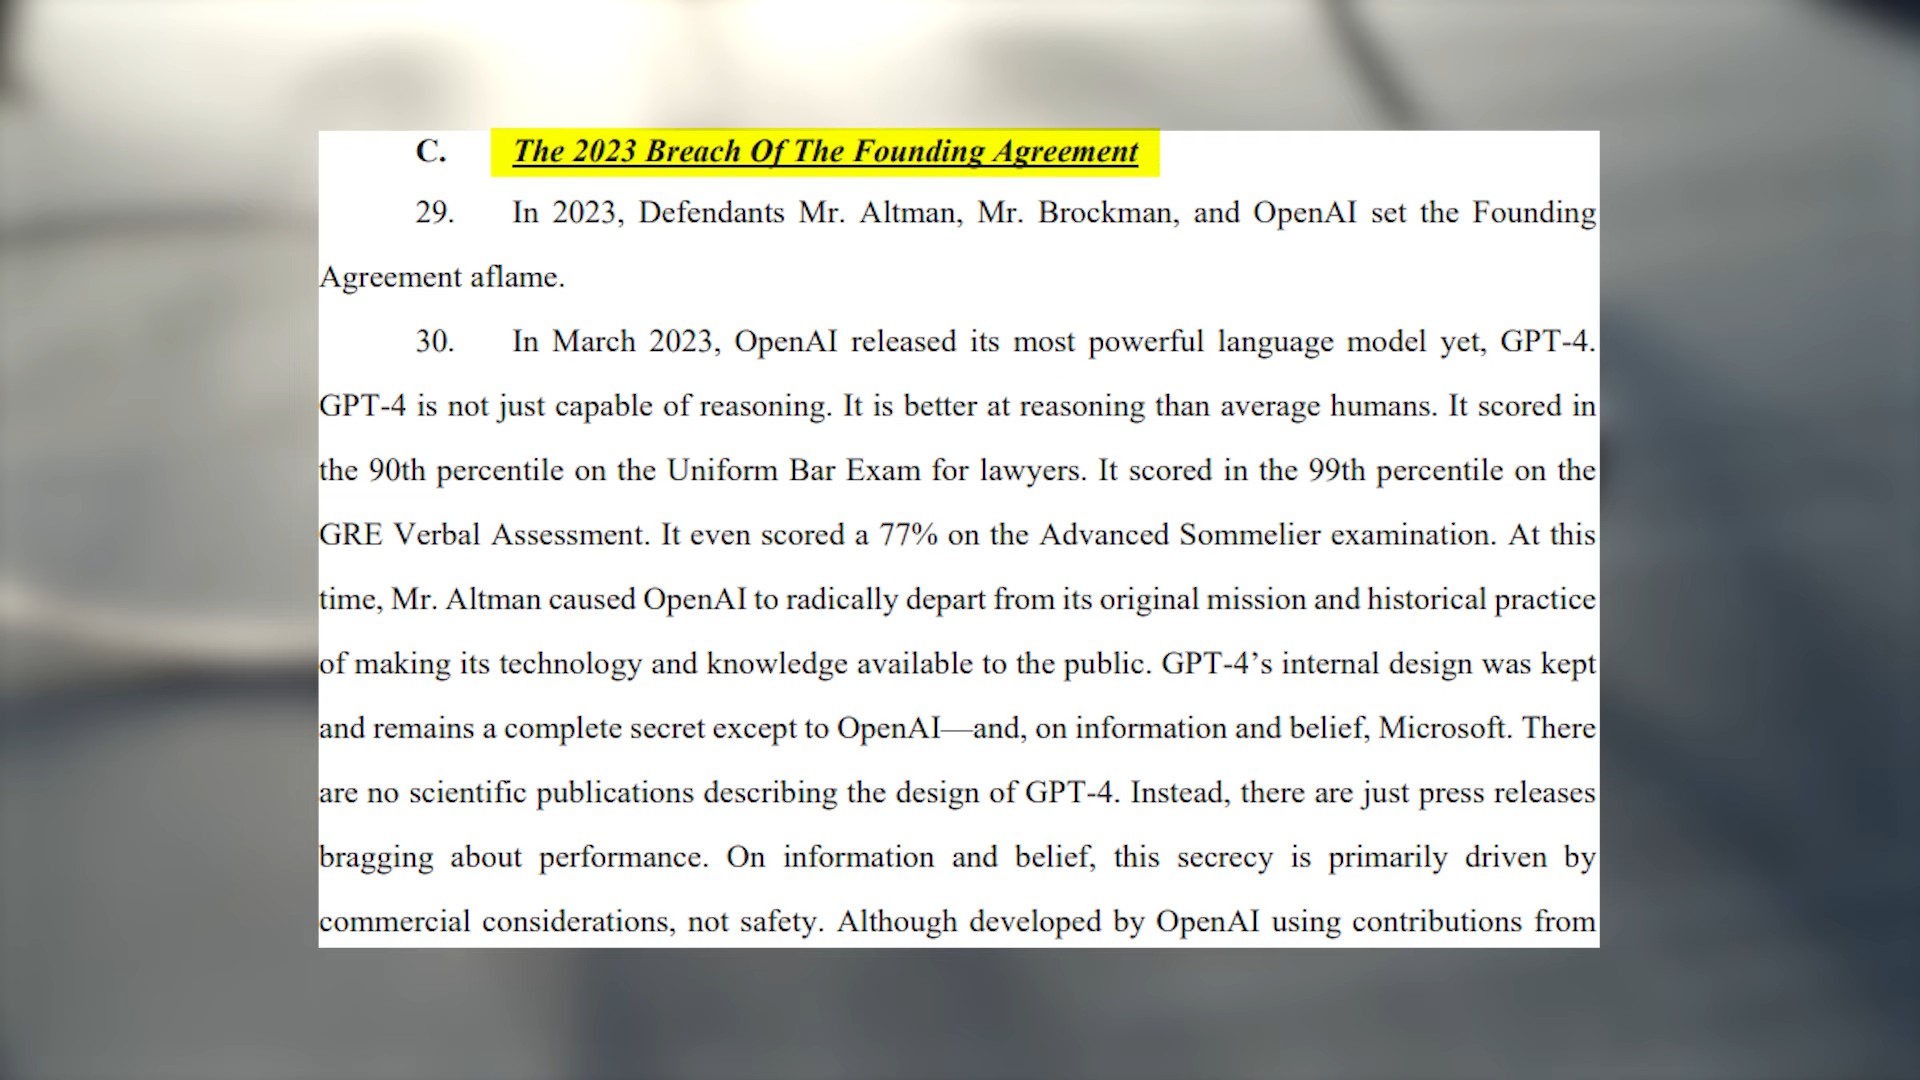 C. The 2023 Breach Of The Founding Agreement
29. In 2023, Defendants Mr. Altman, Mr. Brockman, and OpenAI set the Founding
Agreement aflame.
30. In March 2023, OpenAI released its most powerful language model yet, GPT-4.
GPT-4 is not just capable of reasoning. It is better at reasoning than average humans. It scored in
the 90th percentile on the Uniform Bar Exam for lawyers. It scored in the 99th percentile on the
GRE Verbal Assessment. It even scored a 77% on the Advanced Sommelier examination. At this
time, Mr. Altman caused OpenAI to radically depart from its original mission and historical practice
of making its technology and knowledge available to the public. GPT-4’s internal design was kept
and remains a complete secret except to OpenAI—and, on information and belief, Microsoft. There
are no scientific publications describing the design of GPT-4. Instead, there are just press releases
bragging about performance. On information and belief, this secrecy is primarily driven by
commercial considerations, not safety. Although developed by OpenAI using contributions from